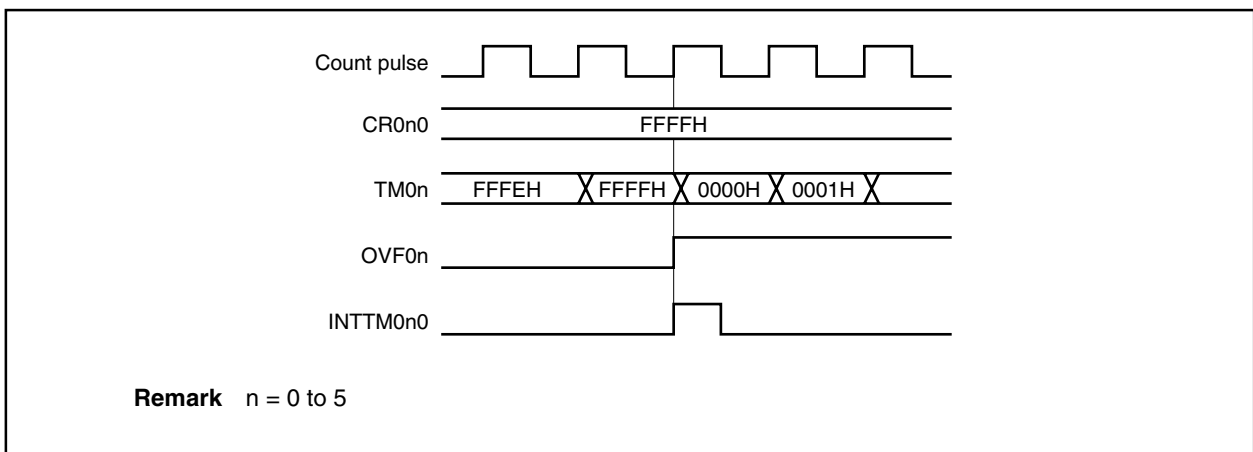 Count pulse
CR0n0 FFFFH
TM0n FFFEH FFFFH 0000H 0001H
OVF0n
INTTM0n0
Remark n = 0 to 5